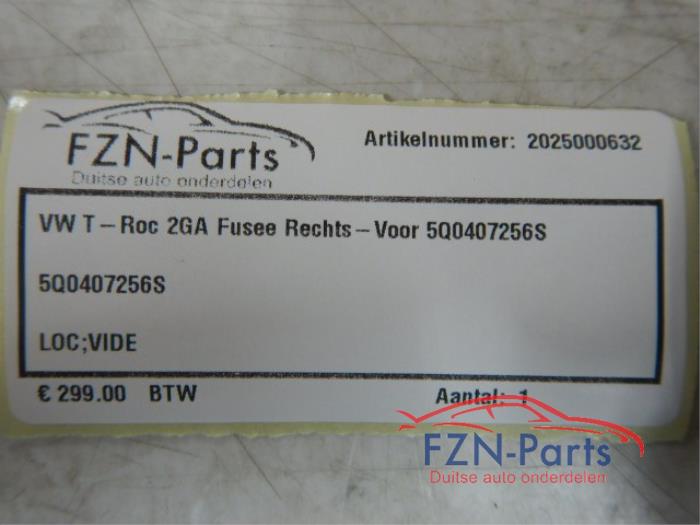 FZN-Parts
Duitse auto onderdelen
Artikelnummer: 2025000632
VW T-Roc 2GA Fusee Rechts-Voor 5Q0407256S
5Q0407256S
LOC;VIDE
€ 299.00 BTW
Aantal: 1
FZN-Parts
Duitse auto onderdelen